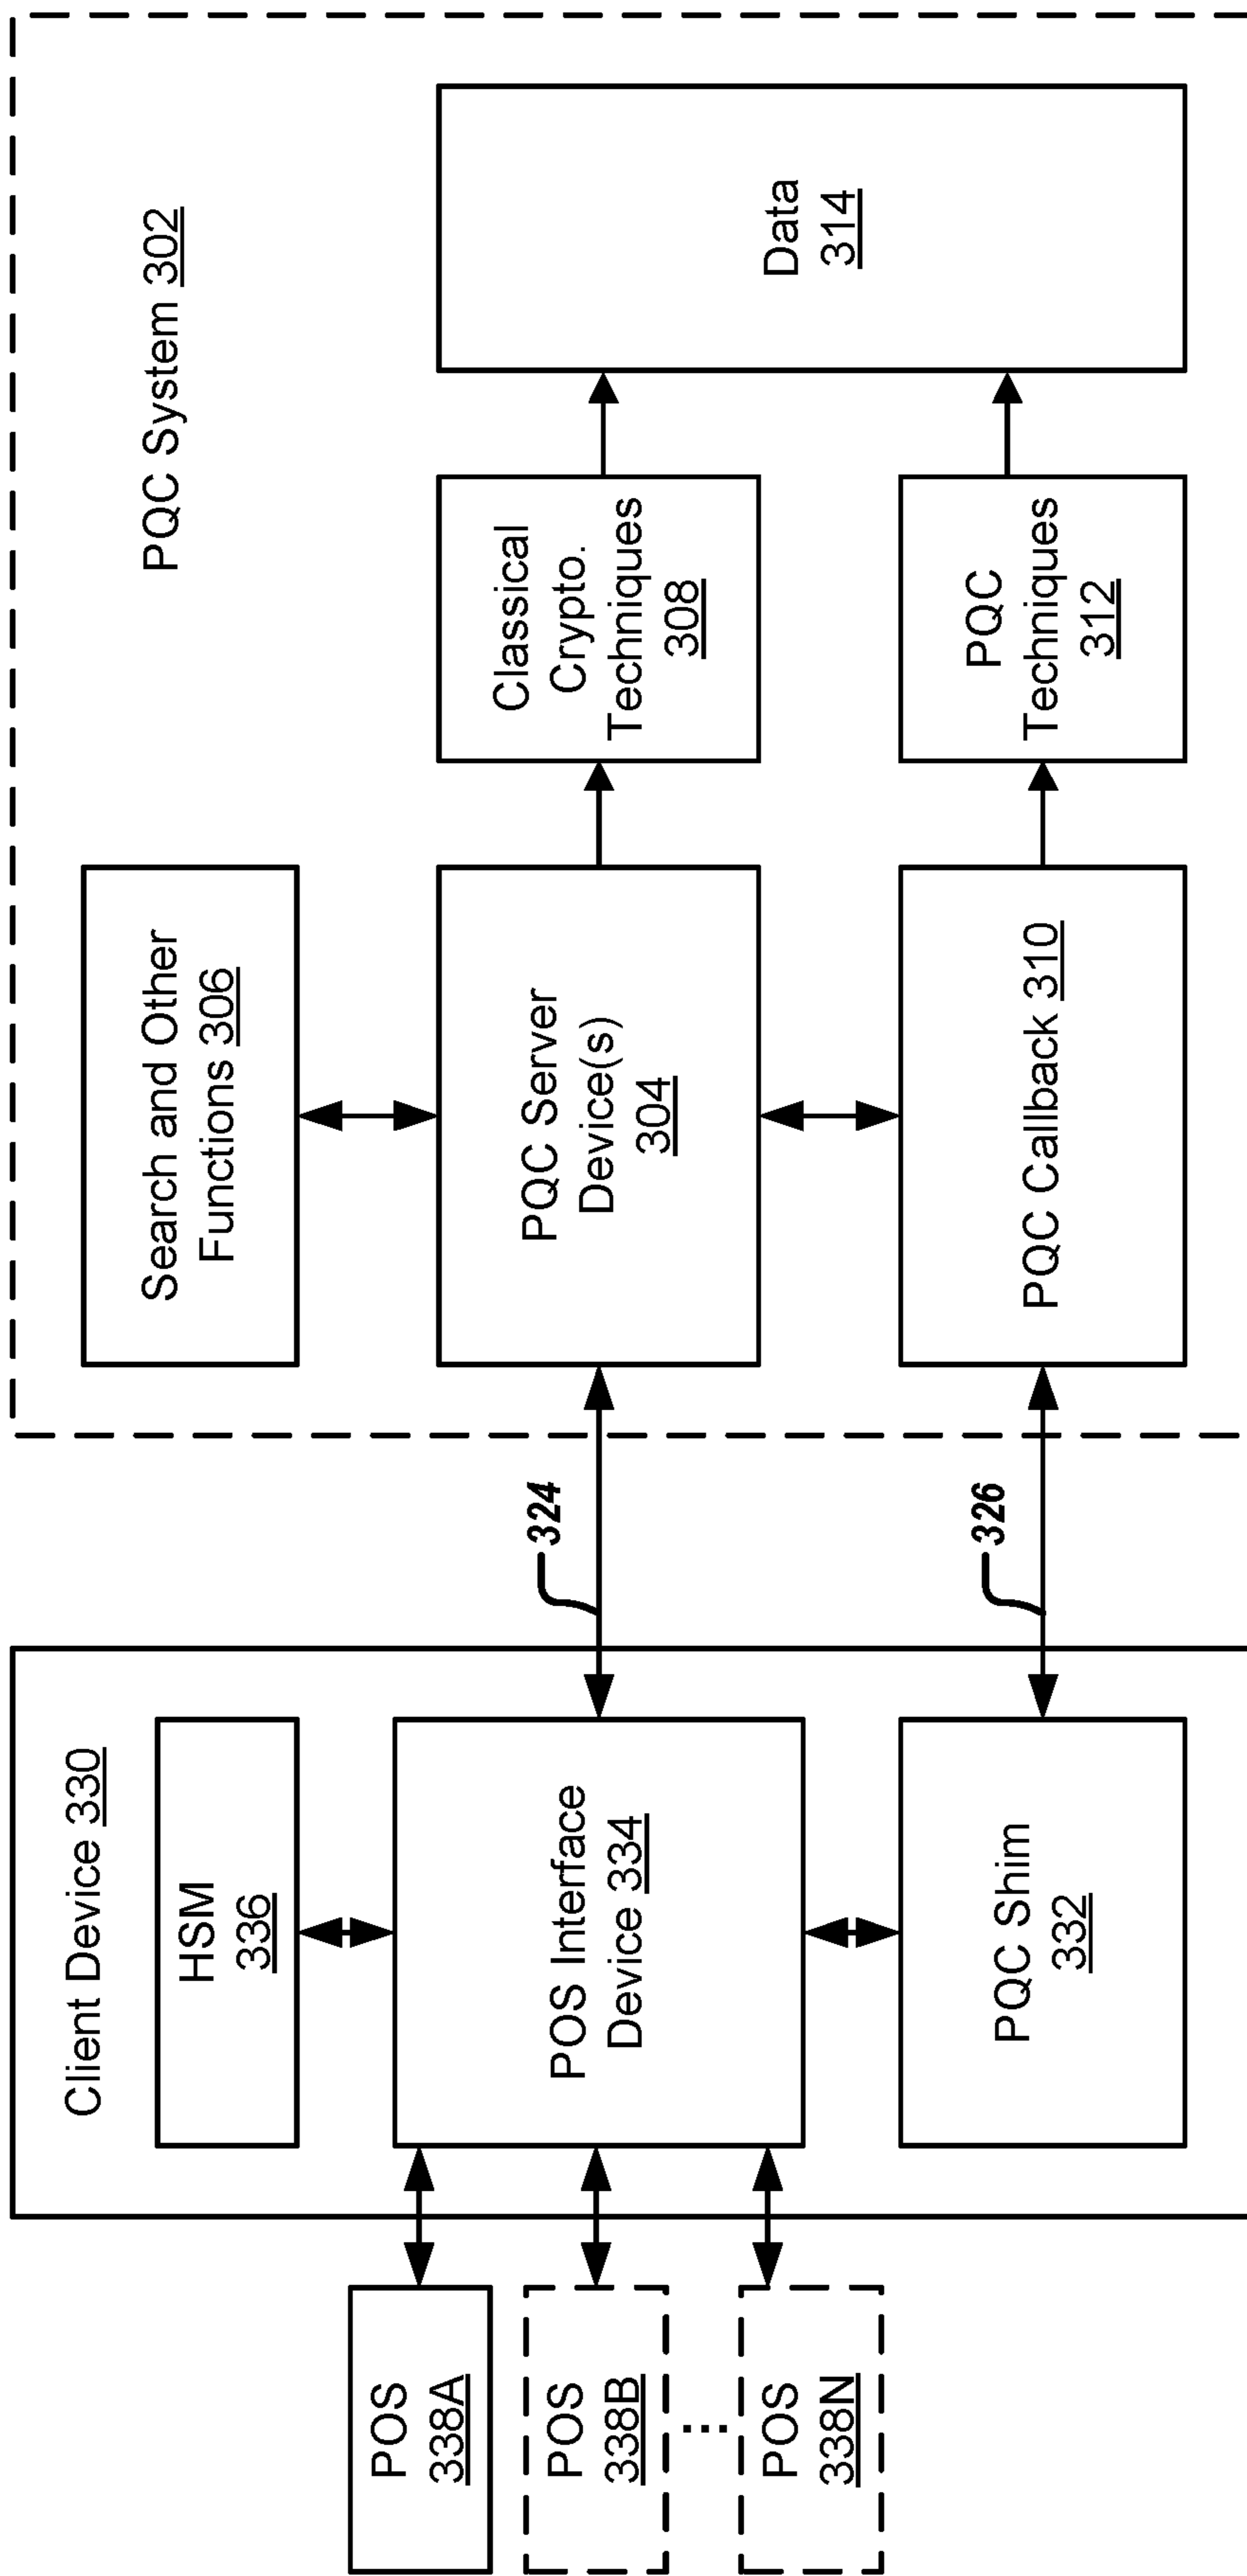 POS
338A
POS
338B
...
POS
338N
Client Device 330
HSM
336
POS Interface
Device 334
PQC Shim
332
324
326
PQC System 302
Search and Other
Functions 306
PQC Server
Device(s)
304
PQC Callback 310
Classical
Crypto.
Techniques
308
PQC
Techniques
312
Data
314